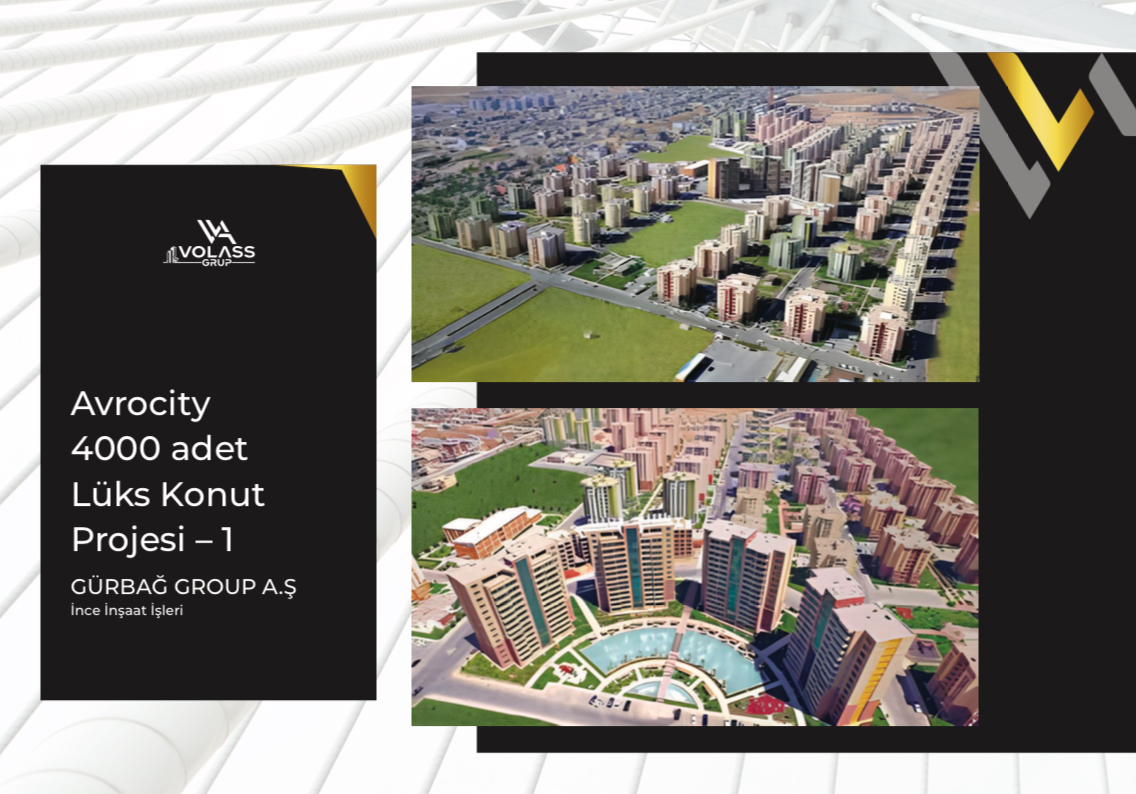 VOLASS
GRUP
Avrocity
4000 adet
Lüks Konut
Projesi – 1
GÜRBAĞ GROUP A.Ş
İnce İnşaat İşleri